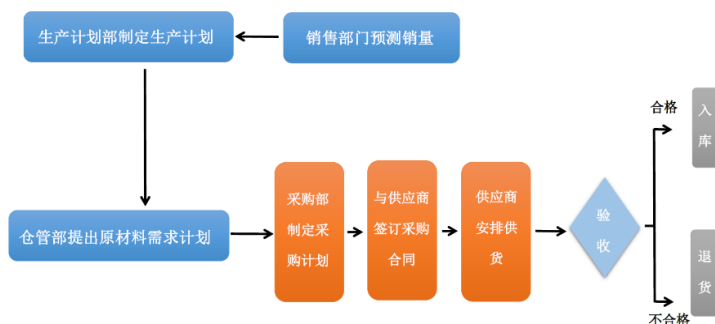 生产计划部制定生产计划
销售部门预测销量
仓管部提出原材料需求计划
采购部
制定采
购计划
与供应商
签订采购
合同
供应商
安排供
货
验
收
合格
入
库
不合格
退
货